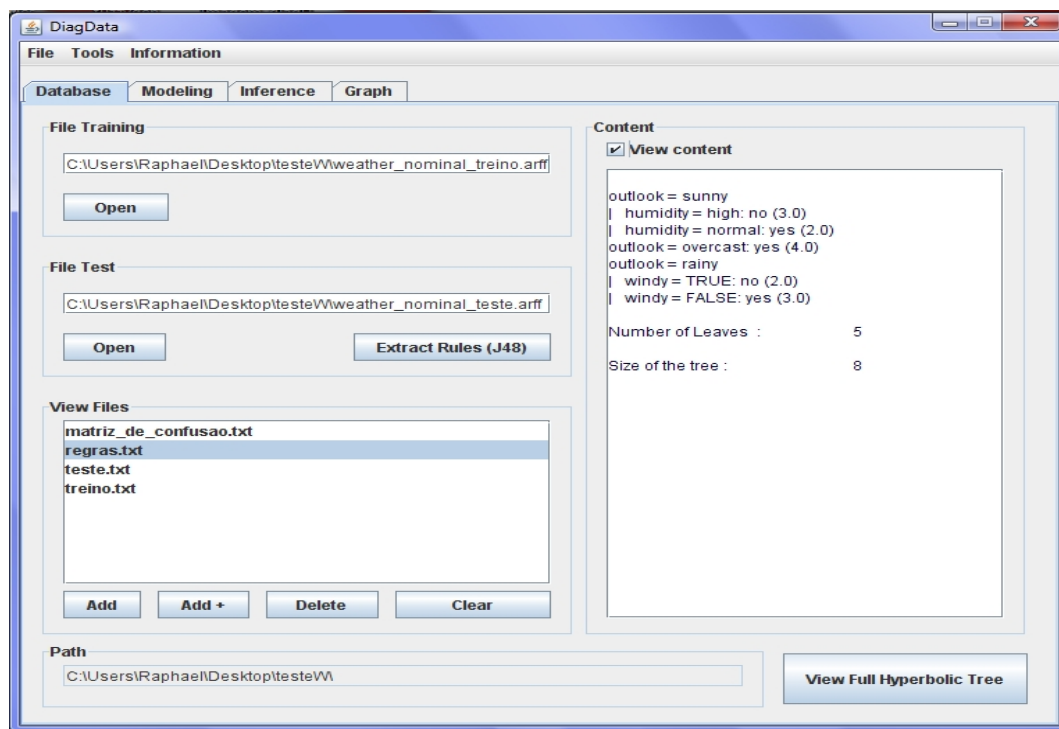 DiagData
File Tools Information
Database Modeling Inference Graph
File Training
C:\Users\Raphael\Desktop\testeW\weather_nominal_treino.arff
Open
File Test
C:\Users\Raphael\Desktop\testeW\weather_nominal_teste.arff
Open Extract Rules (J48)
View Files
matriz_de_confusao.txt
regras.txt
teste.txt
treino.txt
Add Add + Delete Clear
Path
C:\Users\Raphael\Desktop\testeW\
Content
View content
outlook = sunny
| humidity = high: no (3.0)
| humidity = normal: yes (2.0)
outlook = overcast: yes (4.0)
outlook = rainy
| windy = TRUE: no (2.0)
| windy = FALSE: yes (3.0)
Number of Leaves : 5
Size of the tree : 8
View Full Hyperbolic Tree